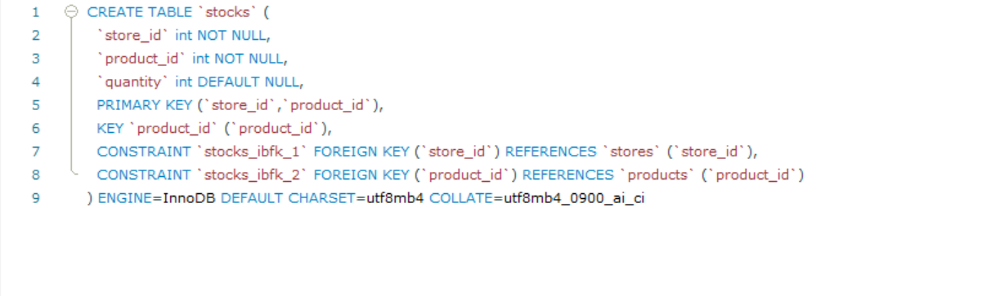 1 CREATE TABLE `stocks` (
2 `store_id` int NOT NULL,
3 `product_id` int NOT NULL,
4 `quantity` int DEFAULT NULL,
5 PRIMARY KEY (`store_id`,`product_id`),
6 KEY `product_id` (`product_id`),
7 CONSTRAINT `stocks_ibfk_1` FOREIGN KEY (`store_id`) REFERENCES `stores` (`store_id`),
8 CONSTRAINT `stocks_ibfk_2` FOREIGN KEY (`product_id`) REFERENCES `products` (`product_id`)
9 ) ENGINE=InnoDB DEFAULT CHARSET=utf8mb4 COLLATE=utf8mb4_0900_ai_ci